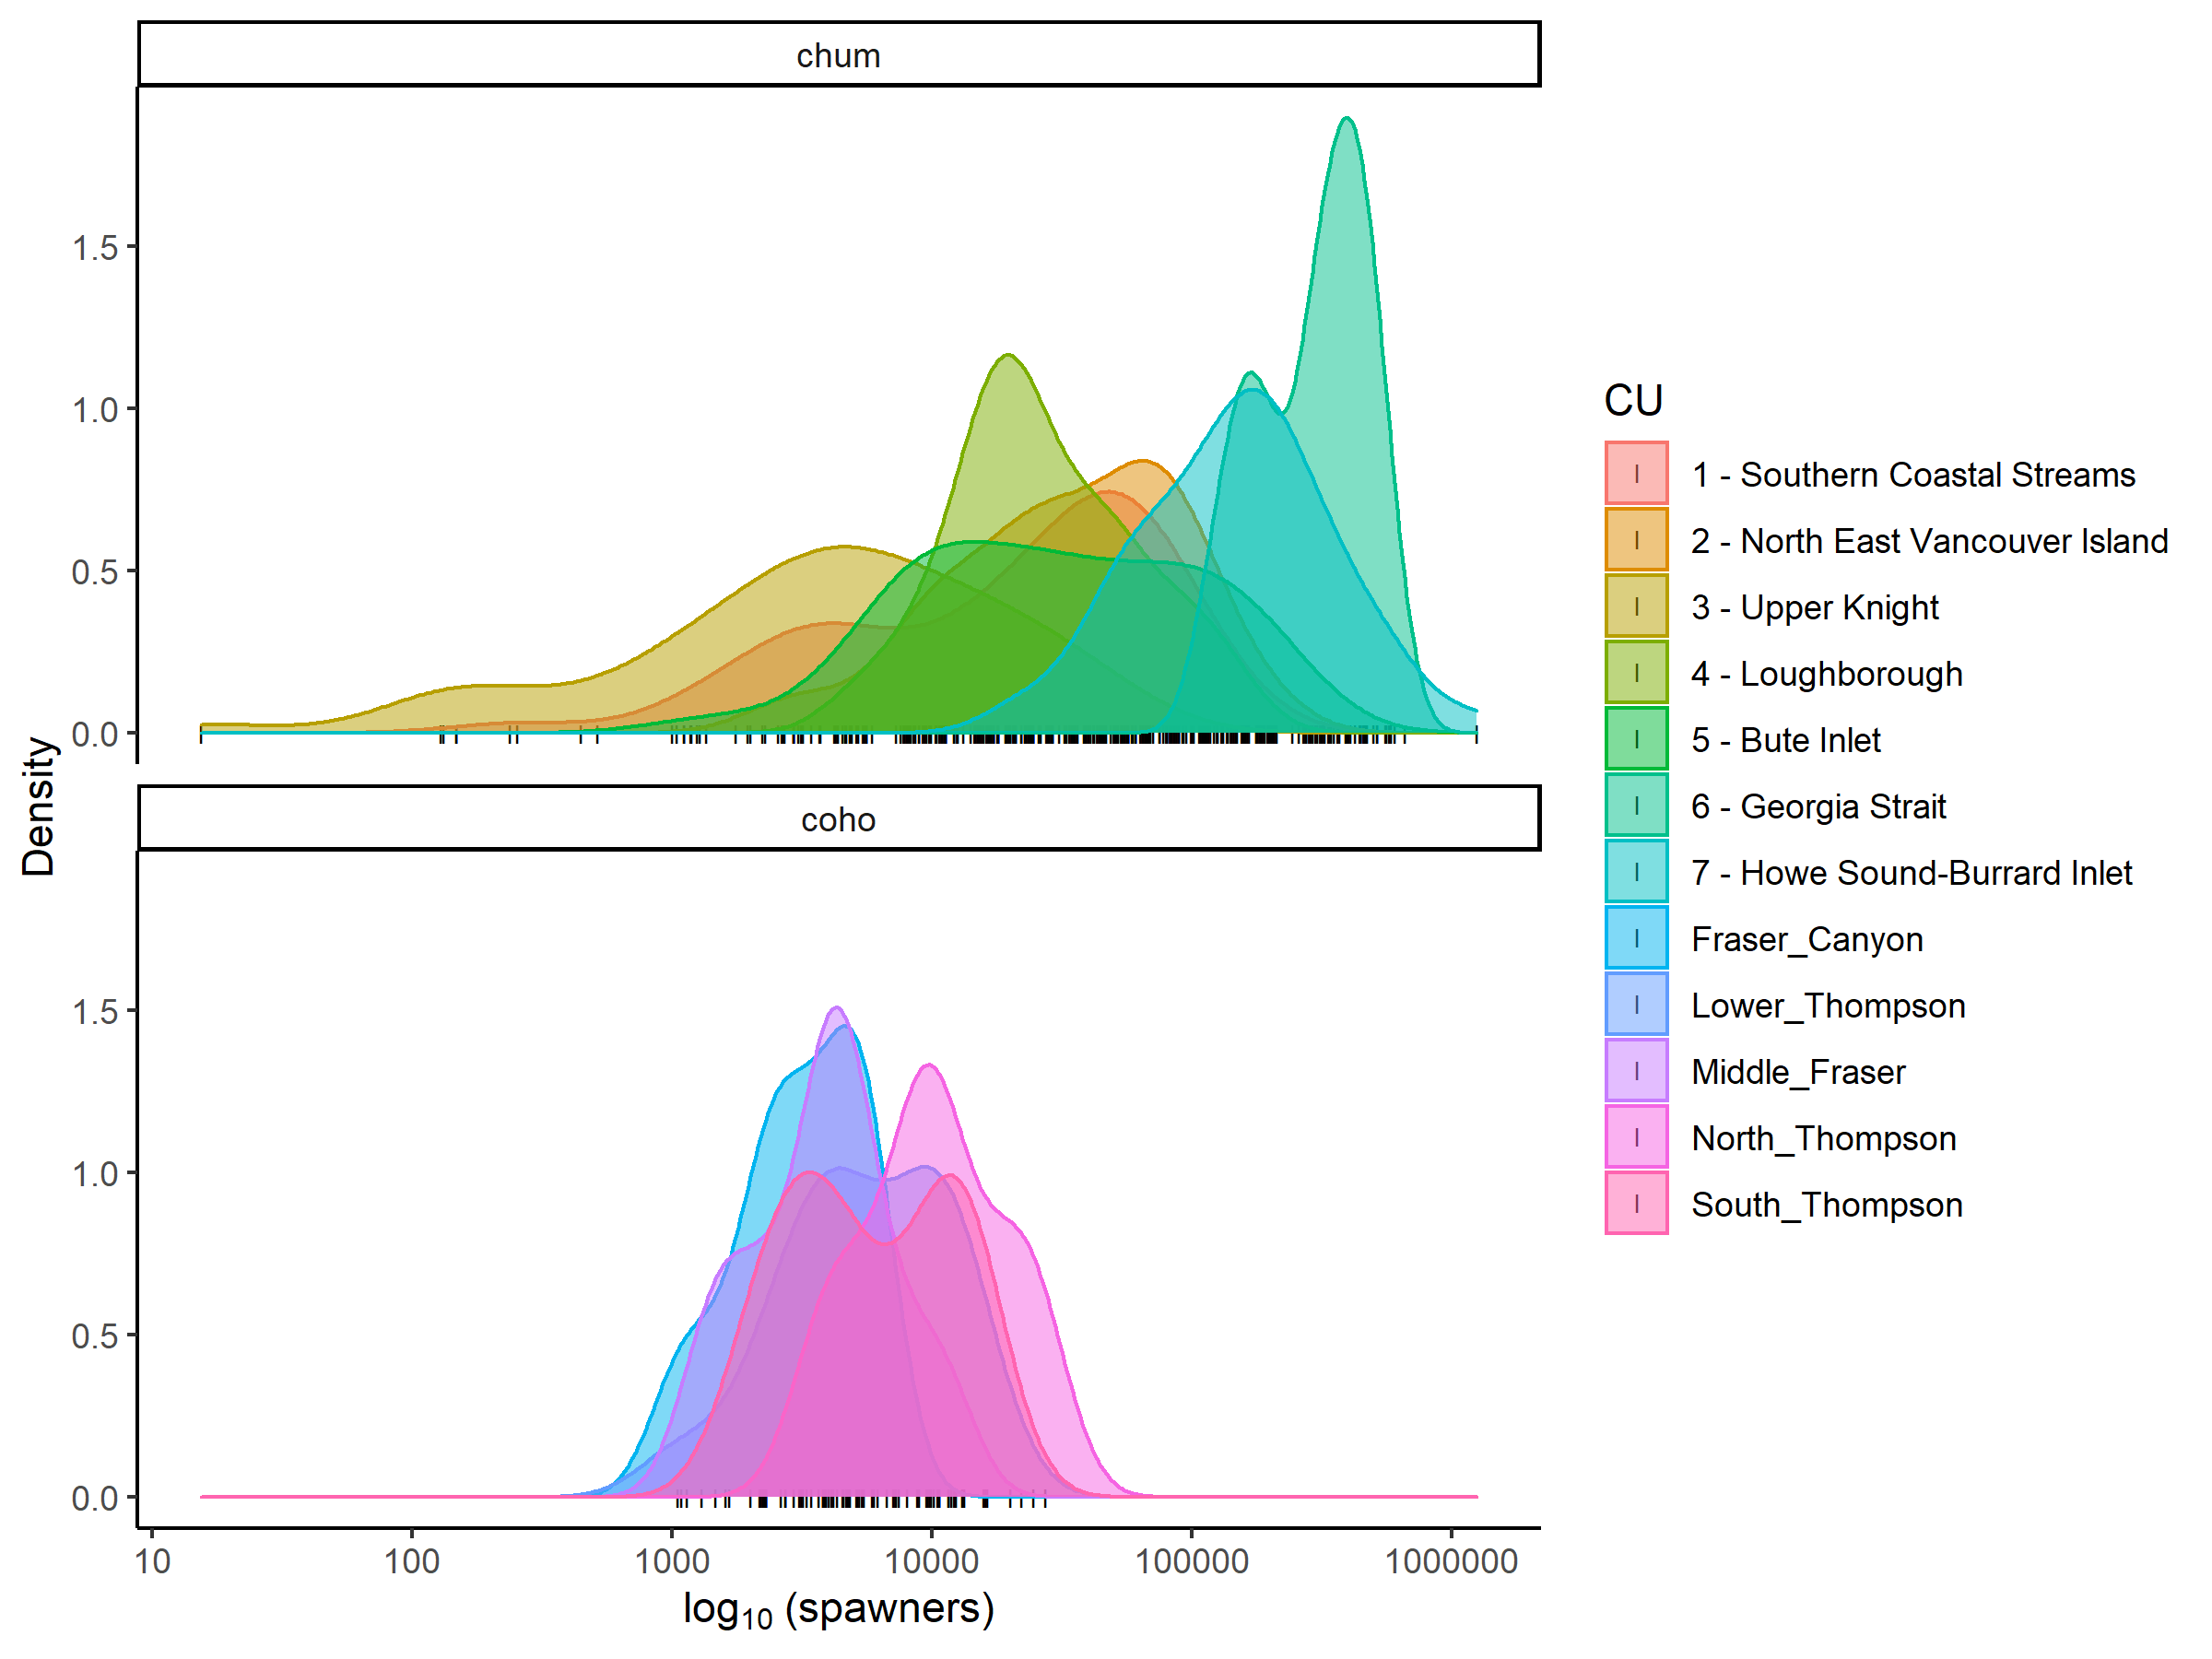 chum
1.5
1.0
0.5
0.0
Density
coho
1.5
1.0
0.5
0.0
10 100 1000 10000 100000 1000000
log₁₀ (spawners)
CU
1 - Southern Coastal Streams
2 - North East Vancouver Island
3 - Upper Knight
4 - Loughborough
5 - Bute Inlet
6 - Georgia Strait
7 - Howe Sound-Burrard Inlet
Fraser_Canyon
Lower_Thompson
Middle_Fraser
North_Thompson
South_Thompson